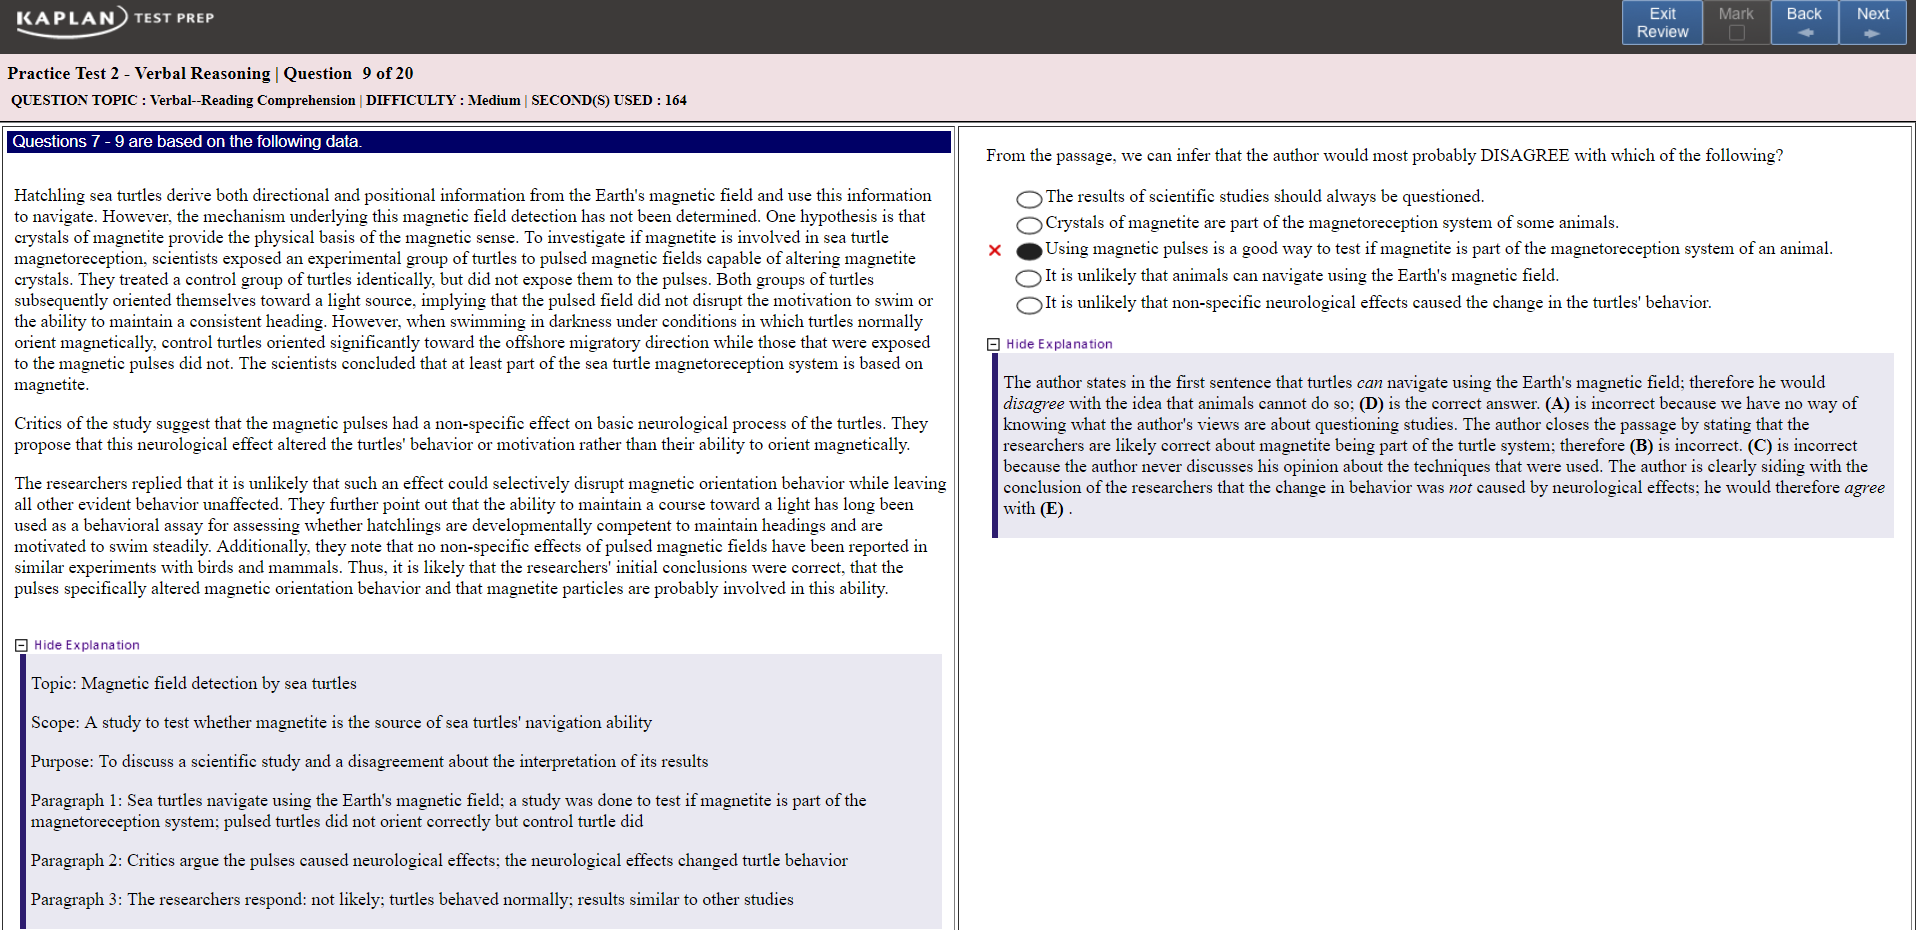 KAPLAN TEST PREP
Exit Review
Mark
Back
Next
Practice Test 2 - Verbal Reasoning | Question 9 of 20
QUESTION TOPIC : Verbal--Reading Comprehension | DIFFICULTY : Medium | SECOND(S) USED : 164
Questions 7 - 9 are based on the following data.
Hatchling sea turtles derive both directional and positional information from the Earth's magnetic field and use this information
to navigate. However, the mechanism underlying this magnetic field detection has not been determined. One hypothesis is that
crystals of magnetite provide the physical basis of the magnetic sense. To investigate if magnetite is involved in sea turtle
magnetoreception, scientists exposed an experimental group of turtles to pulsed magnetic fields capable of altering magnetite
crystals. They treated a control group of turtles identically, but did not expose them to the pulses. Both groups of turtles
subsequently oriented themselves toward a light source, implying that the pulsed field did not disrupt the motivation to swim or
the ability to maintain a consistent heading. However, when swimming in darkness under conditions in which turtles normally
orient magnetically, control turtles oriented significantly toward the offshore migratory direction while those that were exposed
to the magnetic pulses did not. The scientists concluded that at least part of the sea turtle magnetoreception system is based on
magnetite.
Critics of the study suggest that the magnetic pulses had a non-specific effect on basic neurological process of the turtles. They
propose that this neurological effect altered the turtles' behavior or motivation rather than their ability to orient magnetically.
The researchers replied that it is unlikely that such an effect could selectively disrupt magnetic orientation behavior while leaving
all other evident behavior unaffected. They further point out that the ability to maintain a course toward a light has long been
used as a behavioral assay for assessing whether hatchlings are developmentally competent to maintain headings and are
motivated to swim steadily. Additionally, they note that no non-specific effects of pulsed magnetic fields have been reported in
similar experiments with birds and mammals. Thus, it is likely that the researchers' initial conclusions were correct, that the
pulses specifically altered magnetic orientation behavior and that magnetite particles are probably involved in this ability.
Hide Explanation
Topic: Magnetic field detection by sea turtles
Scope: A study to test whether magnetite is the source of sea turtles' navigation ability
Purpose: To discuss a scientific study and a disagreement about the interpretation of its results
Paragraph 1: Sea turtles navigate using the Earth's magnetic field; a study was done to test if magnetite is part of the
magnetoreception system; pulsed turtles did not orient correctly but control turtle did
Paragraph 2: Critics argue the pulses caused neurological effects; the neurological effects changed turtle behavior
Paragraph 3: The researchers respond: not likely; turtles behaved normally; results similar to other studies
From the passage, we can infer that the author would most probably DISAGREE with which of the following?
The results of scientific studies should always be questioned.
Crystals of magnetite are part of the magnetoreception system of some animals.
Using magnetic pulses is a good way to test if magnetite is part of the magnetoreception system of an animal.
It is unlikely that animals can navigate using the Earth's magnetic field.
It is unlikely that non-specific neurological effects caused the change in the turtles' behavior.
Hide Explanation
The author states in the first sentence that turtles can navigate using the Earth's magnetic field; therefore he would
disagree with the idea that animals cannot do so; (D) is the correct answer. (A) is incorrect because we have no way of
knowing what the author's views are about questioning studies. The author closes the passage by stating that the
researchers are likely correct about magnetite being part of the turtle system; therefore (B) is incorrect. (C) is incorrect
because the author never discusses his opinion about the techniques that were used. The author is clearly siding with the
conclusion of the researchers that the change in behavior was not caused by neurological effects; he would therefore agree
with (E) .